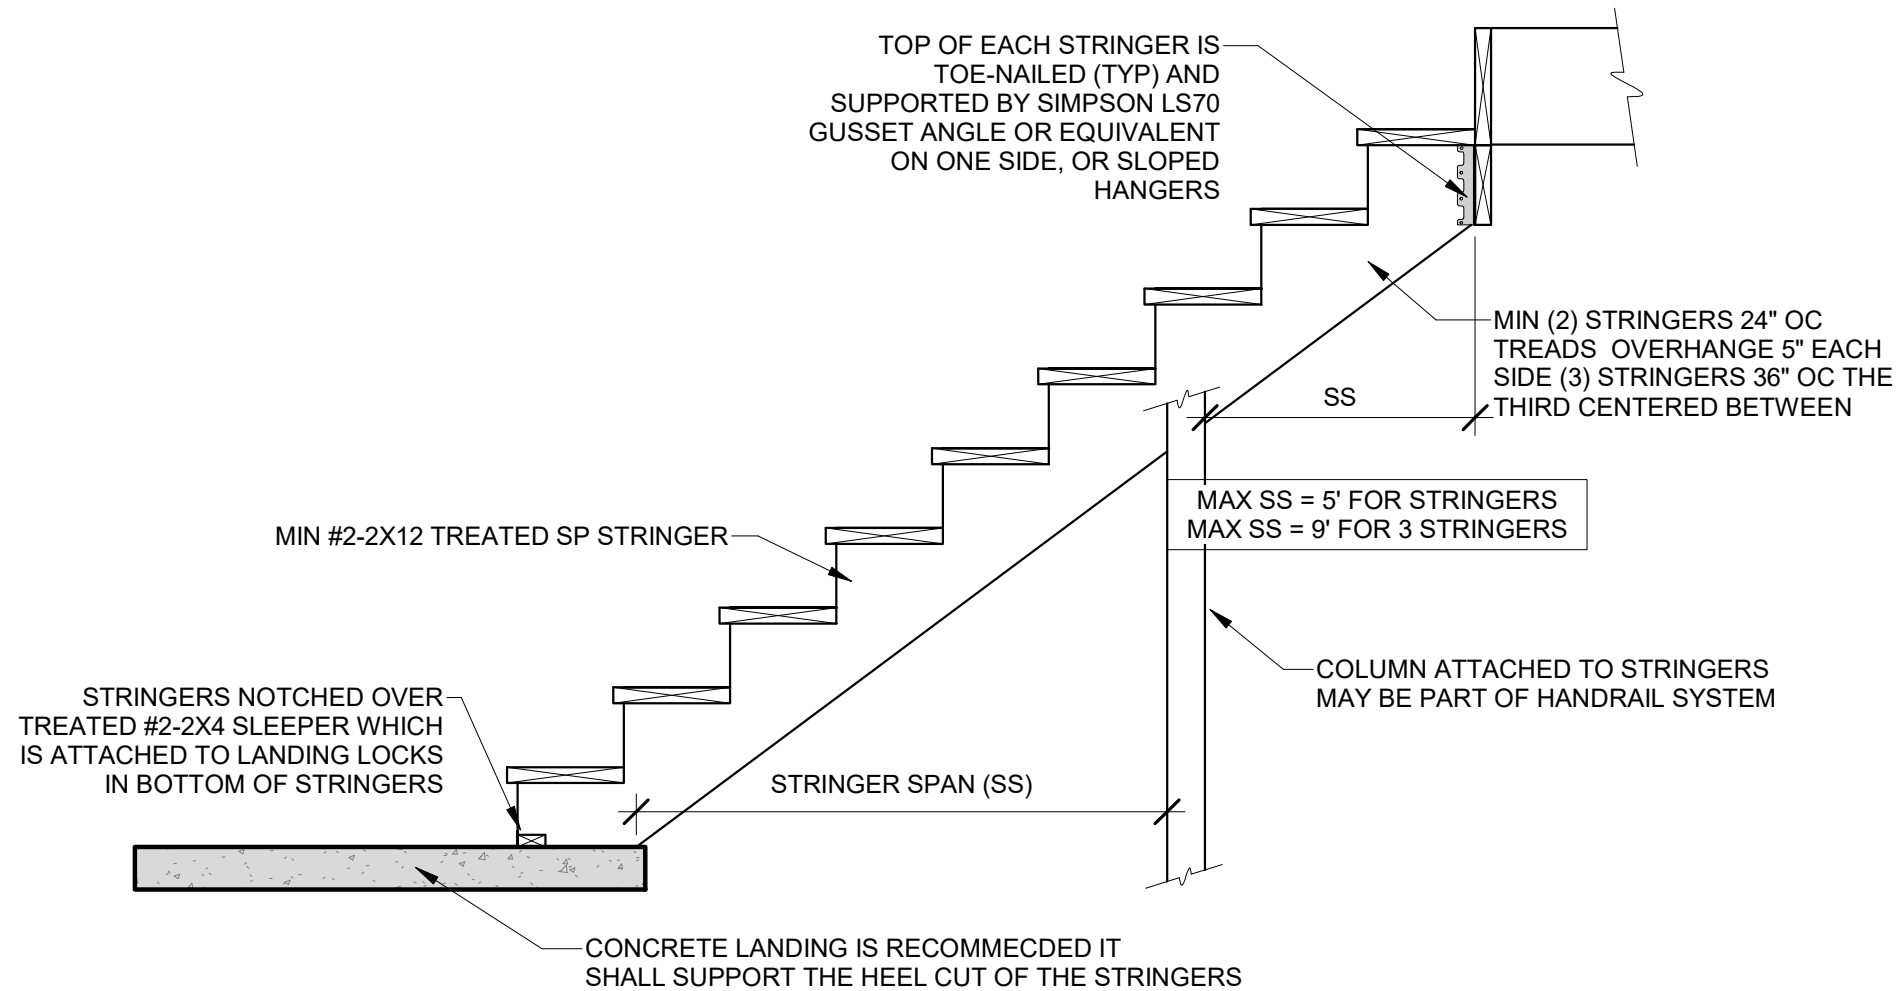 TOP OF EACH STRINGER IS
TOE-NAILED (TYP) AND
SUPPORTED BY SIMPSON LS70
GUSSET ANGLE OR EQUIVALENT
ON ONE SIDE, OR SLOPED
HANGERS
MIN (2) STRINGERS 24" OC
TREADS OVERHANGE 5" EACH
SIDE (3) STRINGERS 36" OC THE
THIRD CENTERED BETWEEN
SS
MAX SS = 5' FOR STRINGERS
MAX SS = 9' FOR 3 STRINGERS
MIN #2-2X12 TREATED SP STRINGER
COLUMN ATTACHED TO STRINGERS
MAY BE PART OF HANDRAIL SYSTEM
STRINGERS NOTCHED OVER
TREATED #2-2X4 SLEEPER WHICH
IS ATTACHED TO LANDING LOCKS
IN BOTTOM OF STRINGERS
STRINGER SPAN (SS)
CONCRETE LANDING IS RECOMMECDED IT
SHALL SUPPORT THE HEEL CUT OF THE STRINGERS